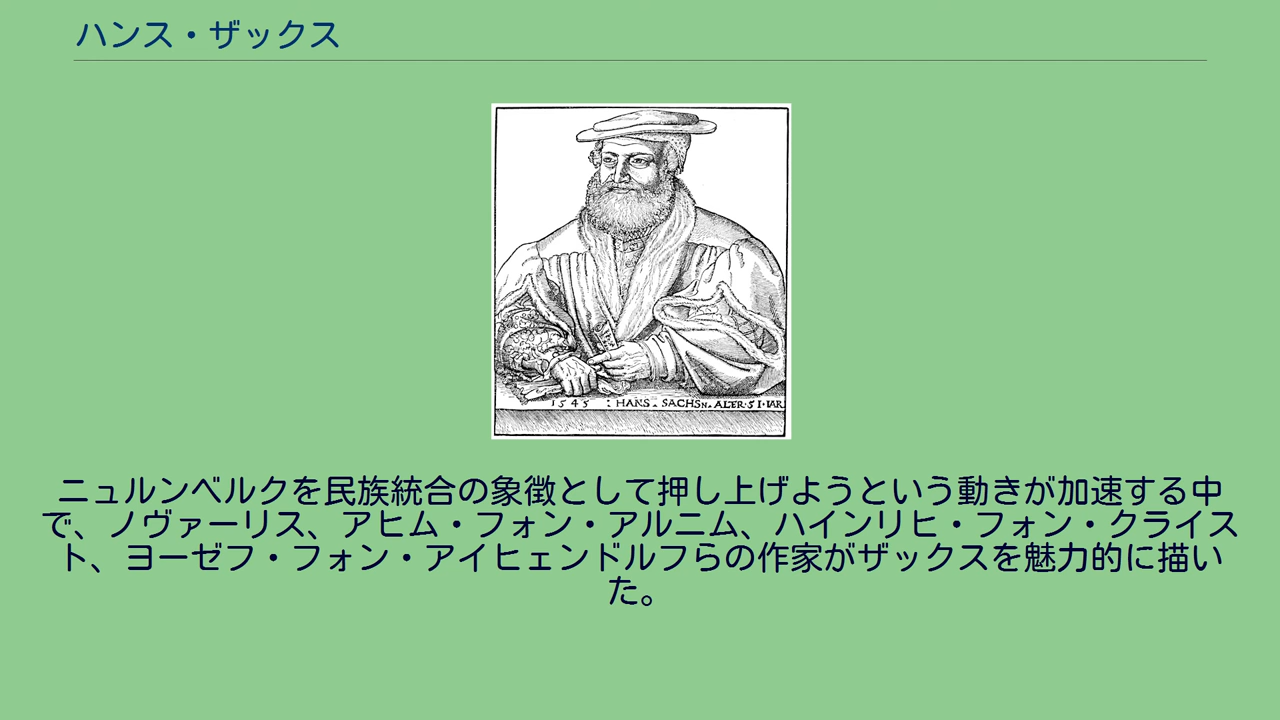 ハンス・ザックス
1545 : HANS. SACHSN. ALTER. 51. IAR
ニュルンベルクを民族統合の象徴として押し上げようという動きが加速する中
で、ノヴァーリス、アヒム・フォン・アルニム、ハインリヒ・フォン・クライス
ト、ヨーゼフ・フォン・アイヒェンドルフらの作家がザックスを魅力的に描い
た。